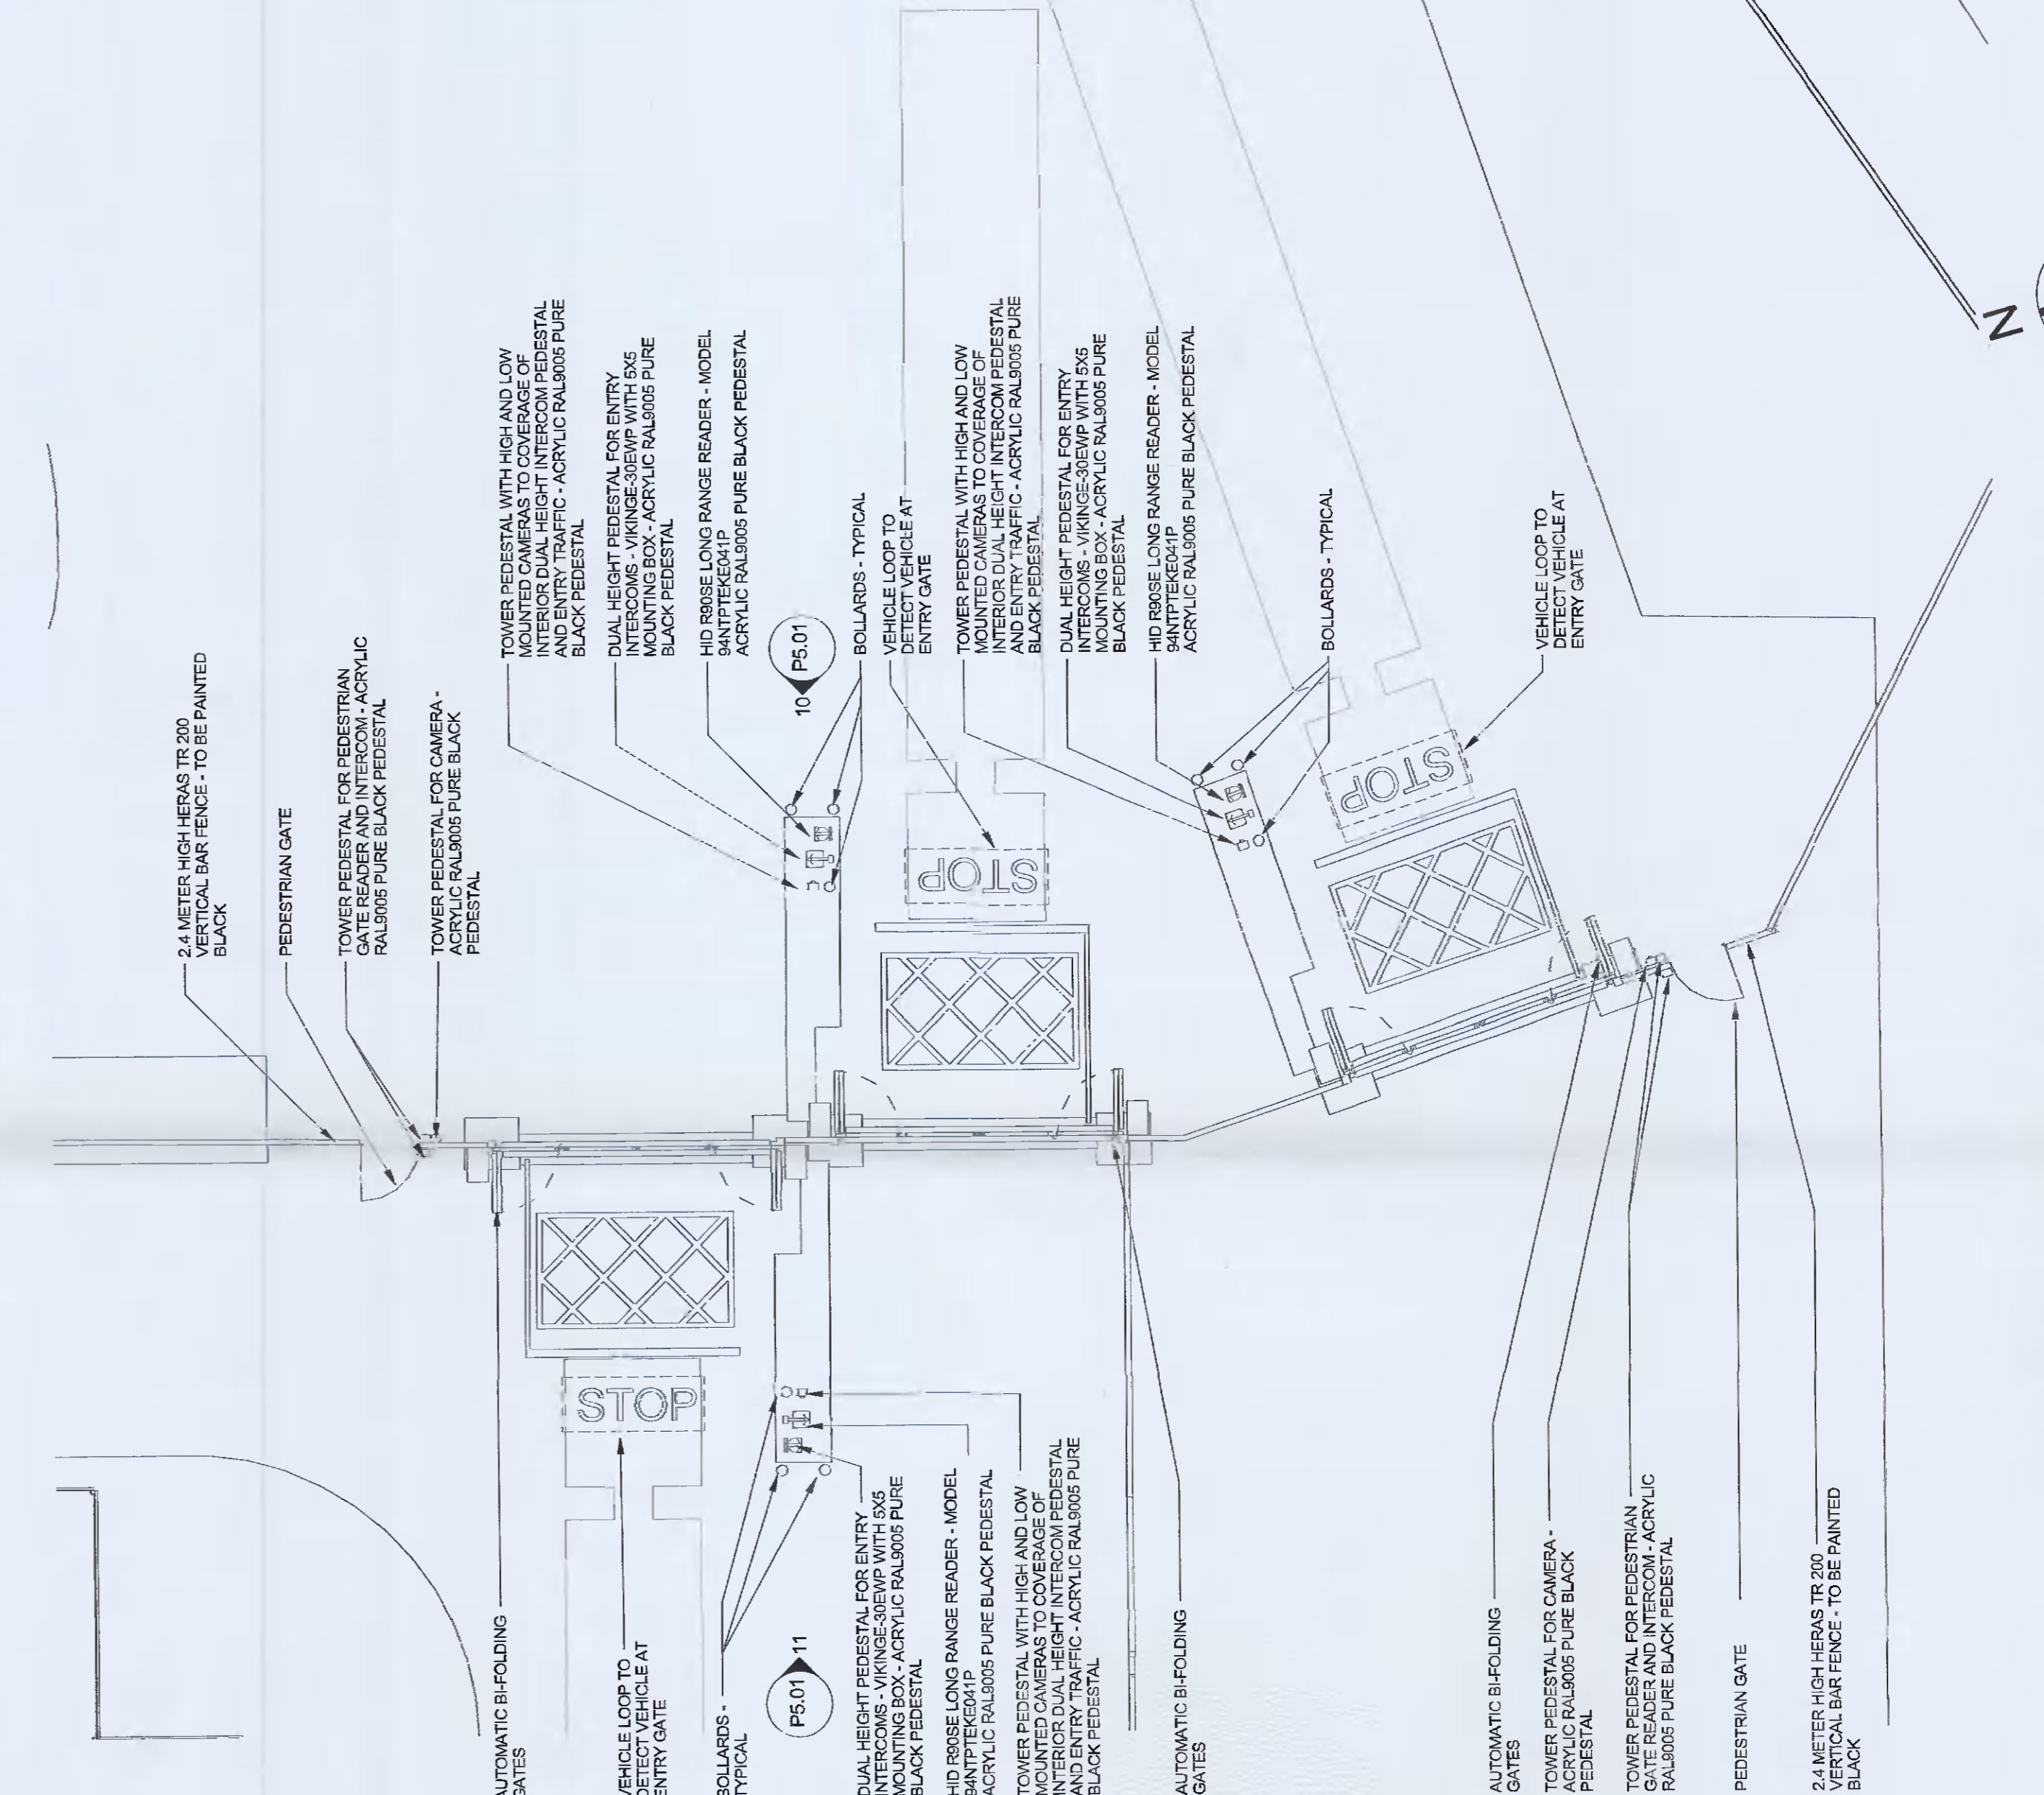 2.4 METER HIGH HERAS TR 200
VERTICAL BAR FENCE - TO BE PAINTED
BLACK
PEDESTRIAN GATE
TOWER PEDESTAL FOR PEDESTRIAN
GATE READER AND INTERCOM - ACRYLIC
RAL9005 PURE BLACK PEDESTAL
TOWER PEDESTAL FOR CAMERA -
ACRYLIC RAL9005 PURE BLACK
PEDESTAL
TOWER PEDESTAL WITH HIGH AND LOW
MOUNTED CAMERAS TO COVERAGE OF
INTERIOR DUAL HEIGHT INTERCOM PEDESTAL
AND ENTRY TRAFFIC - ACRYLIC RAL9005 PURE
BLACK PEDESTAL
DUAL HEIGHT PEDESTAL FOR ENTRY
INTERCOMS - VIKINGE-30EWP WITH 5X5
MOUNTING BOX - ACRYLIC RAL9005 PURE
BLACK PEDESTAL
HID R90SE LONG RANGE READER - MODEL
94NTPTEKE041P
ACRYLIC RAL9005 PURE BLACK PEDESTAL
10
P5.01
BOLLARDS - TYPICAL
VEHICLE LOOP TO
DETECT VEHICLE AT
ENTRY GATE
TOWER PEDESTAL WITH HIGH AND LOW
MOUNTED CAMERAS TO COVERAGE OF
INTERIOR DUAL HEIGHT INTERCOM PEDESTAL
AND ENTRY TRAFFIC - ACRYLIC RAL9005 PURE
BLACK PEDESTAL
DUAL HEIGHT PEDESTAL FOR ENTRY
INTERCOMS - VIKINGE-30EWP WITH 5X5
MOUNTING BOX - ACRYLIC RAL9005 PURE
BLACK PEDESTAL
HID R90SE LONG RANGE READER - MODEL
94NTPTEKE041P
ACRYLIC RAL9005 PURE BLACK PEDESTAL
BOLLARDS - TYPICAL
VEHICLE LOOP TO
DETECT VEHICLE AT
ENTRY GATE
N
STOP
STOP
STOP
AUTOMATIC BI-FOLDING
GATES
VEHICLE LOOP TO
DETECT VEHICLE AT
ENTRY GATE
BOLLARDS -
TYPICAL
P5.01
11
DUAL HEIGHT PEDESTAL FOR ENTRY
INTERCOMS - VIKINGE-30EWP WITH 5X5
MOUNTING BOX - ACRYLIC RAL9005 PURE
BLACK PEDESTAL
HID R90SE LONG RANGE READER - MODEL
94NTPTEKE041P
ACRYLIC RAL9005 PURE BLACK PEDESTAL
TOWER PEDESTAL WITH HIGH AND LOW
MOUNTED CAMERAS TO COVERAGE OF
INTERIOR DUAL HEIGHT INTERCOM PEDESTAL
AND ENTRY TRAFFIC - ACRYLIC RAL9005 PURE
BLACK PEDESTAL
AUTOMATIC BI-FOLDING
GATES
AUTOMATIC BI-FOLDING
GATES
TOWER PEDESTAL FOR CAMERA -
ACRYLIC RAL9005 PURE BLACK
PEDESTAL
TOWER PEDESTAL FOR PEDESTRIAN
GATE READER AND INTERCOM - ACRYLIC
RAL9005 PURE BLACK PEDESTAL
PEDESTRIAN GATE
2.4 METER HIGH HERAS TR 200
VERTICAL BAR FENCE - TO BE PAINTED
BLACK